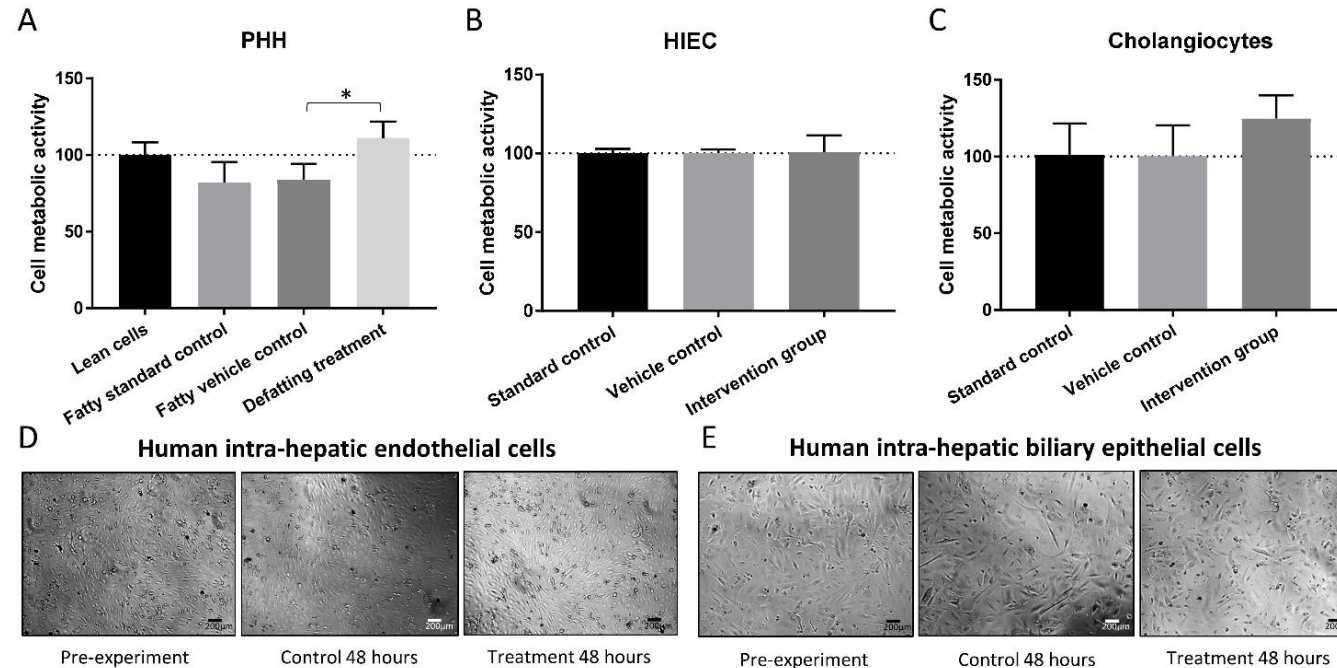 A
PHH
Cell metabolic activity
150
100
50
0
*
Lean cells
Fatty standard control
Fatty vehicle control
Defatting treatment
B
HIEC
Cell metabolic activity
150
100
50
0
Standard control
Vehicle control
Intervention group
C
Cholangiocytes
Cell metabolic activity
150
100
50
0
Standard control
Vehicle control
Intervention group
D
Human intra-hepatic endothelial cells
200µm
200µm
200µm
Pre-experiment
Control 48 hours
Treatment 48 hours
E
Human intra-hepatic biliary epithelial cells
200µm
200µm
200µm
Pre-experiment
Control 48 hours
Treatment 48 hours